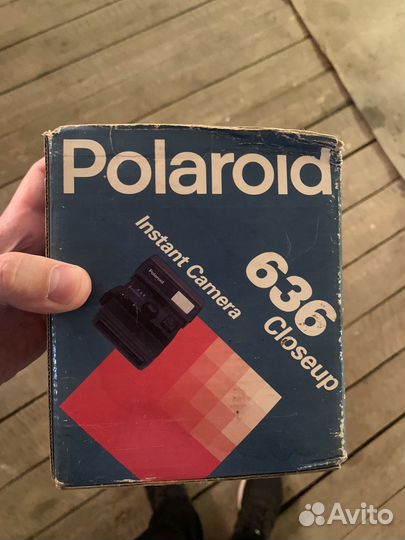 Polaroid
Instant Camera
636
Closeup
Polaroid
Avito